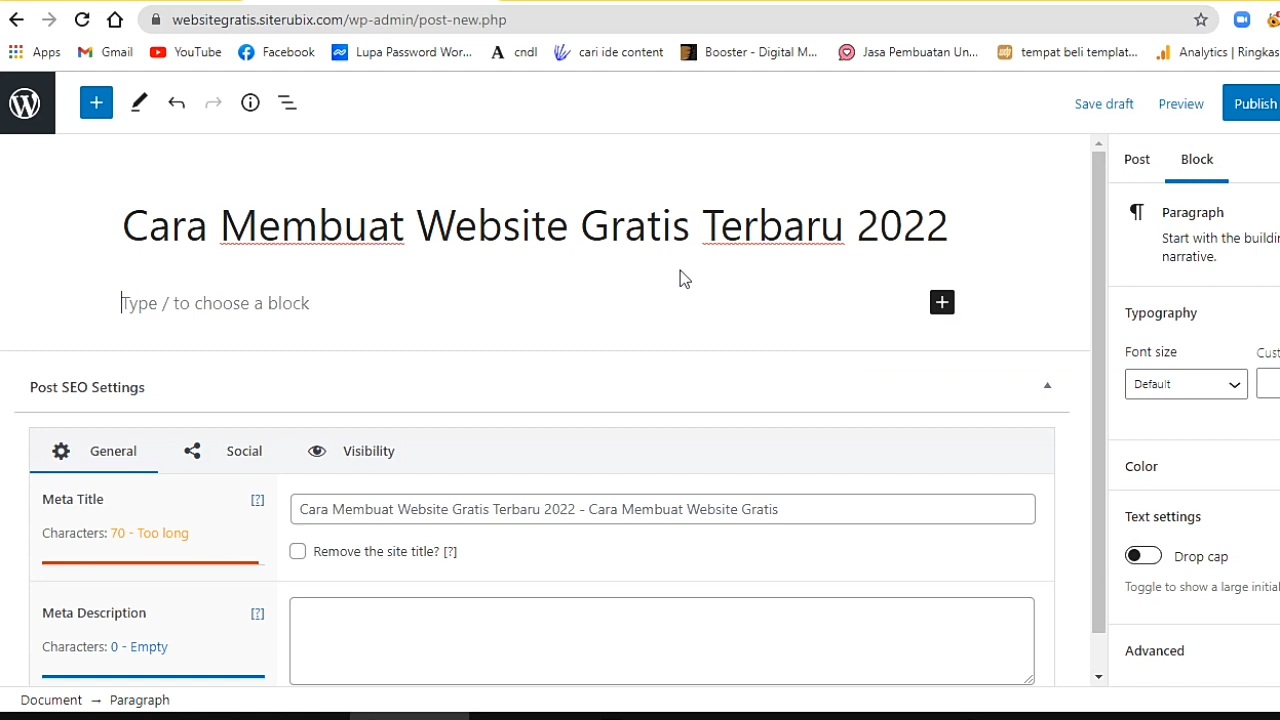 websitegratis.siterubix.com/wp-admin/post-new.php
Apps Gmail YouTube Facebook Lupa Password Wor... cndl cari ide content Booster - Digital M... Jasa Pembuatan Un... tempat beli templat... Analytics | Ringkas
Save draft Preview Publish
Post Block
Cara Membuat Website Gratis Terbaru 2022
Type / to choose a block
Paragraph
Start with the buildin
narrative.
Typography
Font size Cust
Default
Post SEO Settings
General Social Visibility
Color
Meta Title [?]
Cara Membuat Website Gratis Terbaru 2022 - Cara Membuat Website Gratis
Characters: 70 - Too long
Remove the site title? [?]
Text settings
Drop cap
Toggle to show a large initial
Meta Description [?]
Characters: 0 - Empty
Advanced
Document → Paragraph